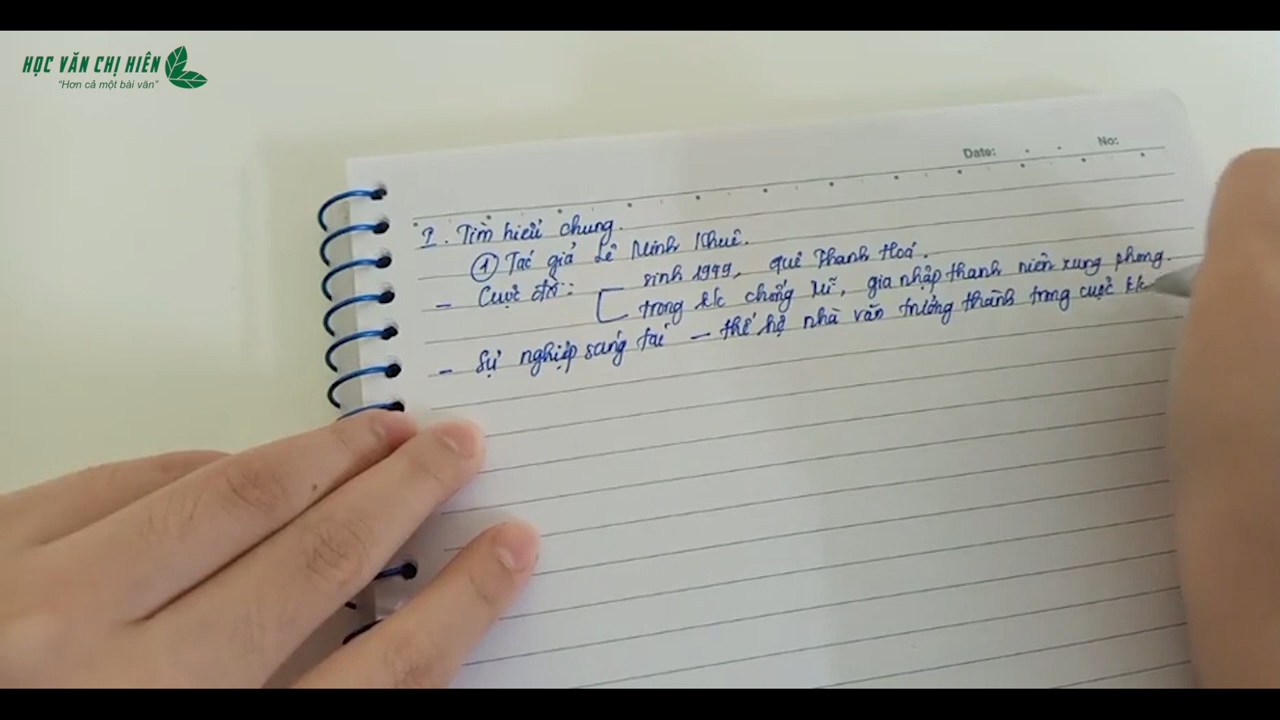 HỌC VĂN CHỊ HIÊN
"Hơn cả một bài văn"
Date: No:
I. Tìm hiểu chung.
① Tác giả Lê Minh Khuê.
- Cuộc đời: sinh 1949, quê Thanh Hoá.
trong k/c chống Mĩ, gia nhập thanh niên xung phong.
- Sự nghiệp sáng tác - thế hệ nhà văn trưởng thành trong cuộc k/c